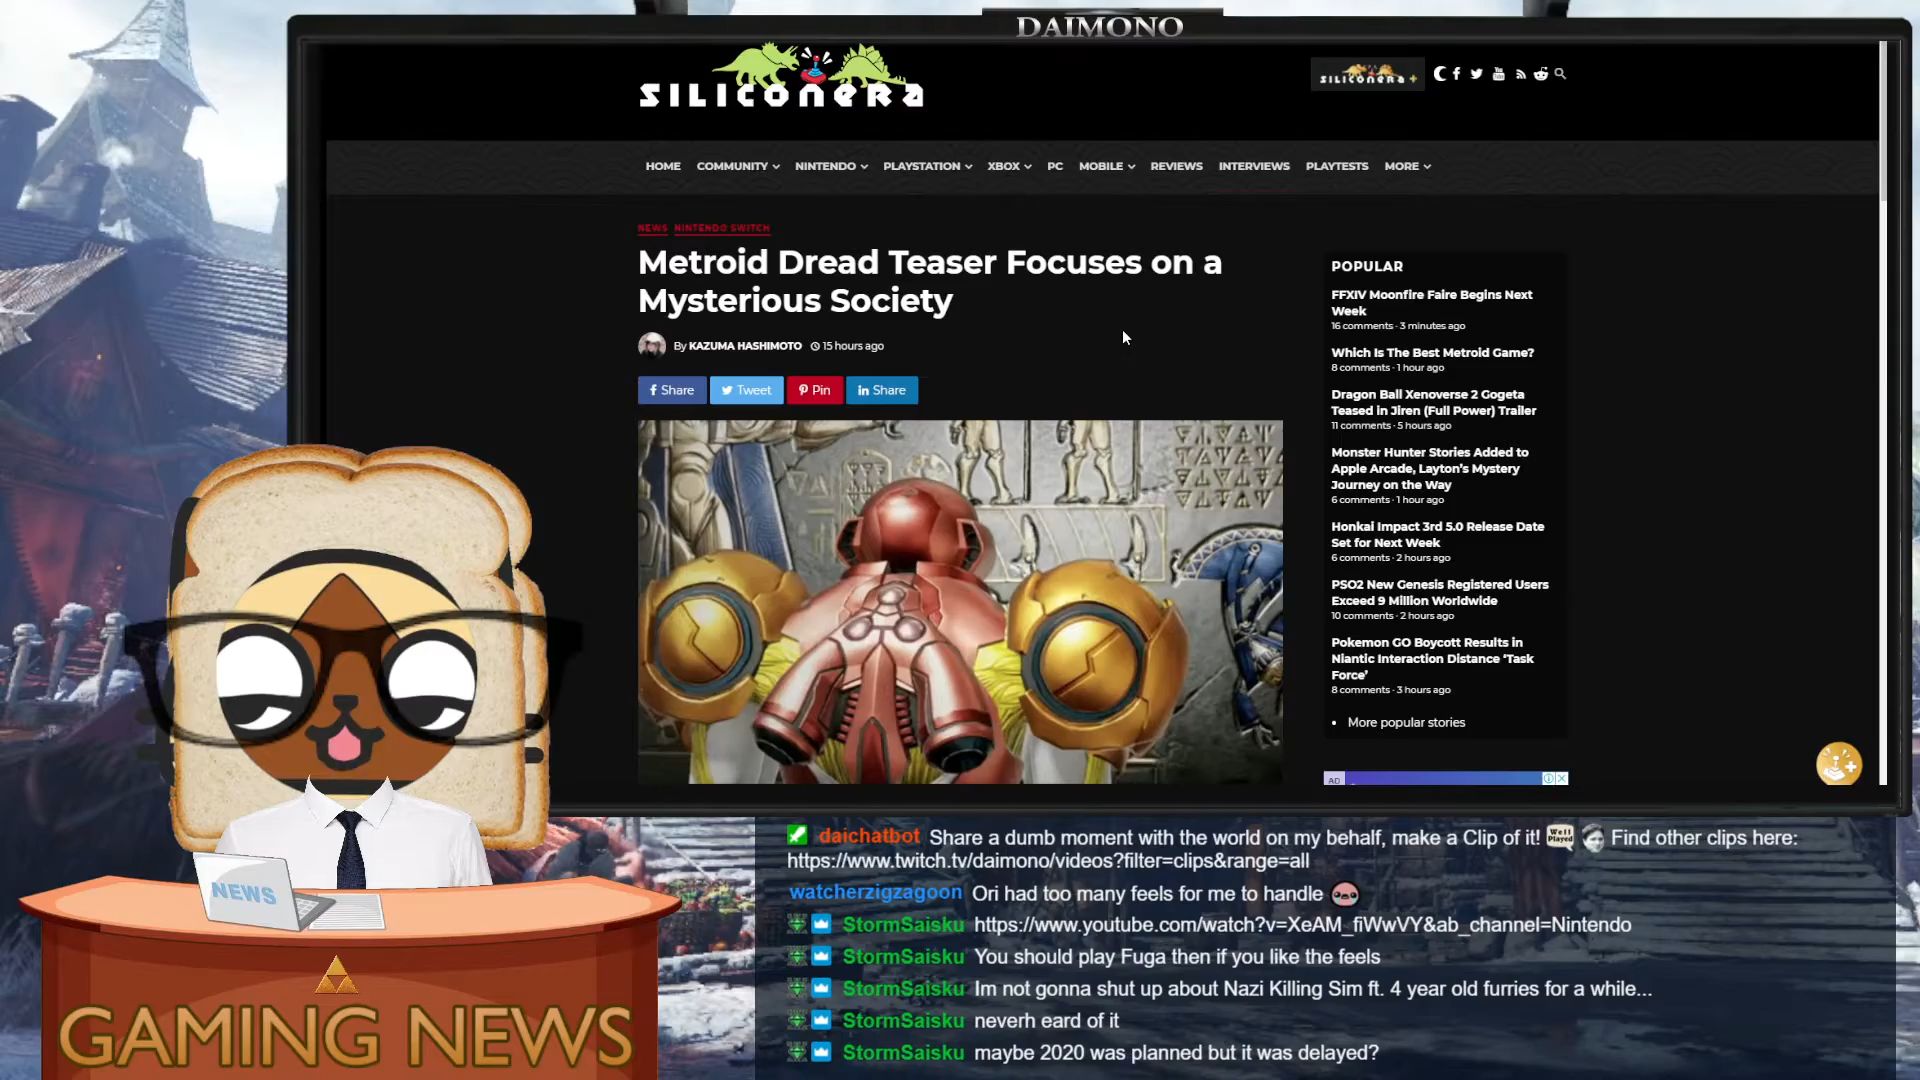 DAIMONO
SILICONERA
SILICONERA +
HOME COMMUNITY NINTENDO PLAYSTATION XBOX PC MOBILE REVIEWS INTERVIEWS PLAYTESTS MORE
NEWS NINTENDO SWITCH
Metroid Dread Teaser Focuses on a
Mysterious Society
By KAZUMA HASHIMOTO 15 hours ago
Share Tweet Pin Share
POPULAR
FFXIV Moonfire Faire Begins Next
Week
16 comments · 3 minutes ago
Which Is The Best Metroid Game?
8 comments · 1 hour ago
Dragon Ball Xenoverse 2 Gogeta
Teased in Jiren (Full Power) Trailer
11 comments · 5 hours ago
Monster Hunter Stories Added to
Apple Arcade, Layton's Mystery
Journey on the Way
6 comments · 1 hour ago
Honkai Impact 3rd 5.0 Release Date
Set for Next Week
6 comments · 2 hours ago
PSO2 New Genesis Registered Users
Exceed 9 Million Worldwide
10 comments · 2 hours ago
Pokemon GO Boycott Results in
Niantic Interaction Distance 'Task
Force'
8 comments · 3 hours ago
• More popular stories
AD
NEWS
GAMING NEWS
daichatbot Share a dumb moment with the world on my behalf, make a Clip of it! Well Played Find other clips here:
https://www.twitch.tv/daimono/videos?filter=clips&range=all
watcherzigzagoon Ori had too many feels for me to handle
StormSaisku https://www.youtube.com/watch?v=XeAM_fiWwVY&ab_channel=Nintendo
StormSaisku You should play Fuga then if you like the feels
StormSaisku Im not gonna shut up about Nazi Killing Sim ft. 4 year old furries for a while...
StormSaisku neverh eard of it
StormSaisku maybe 2020 was planned but it was delayed?